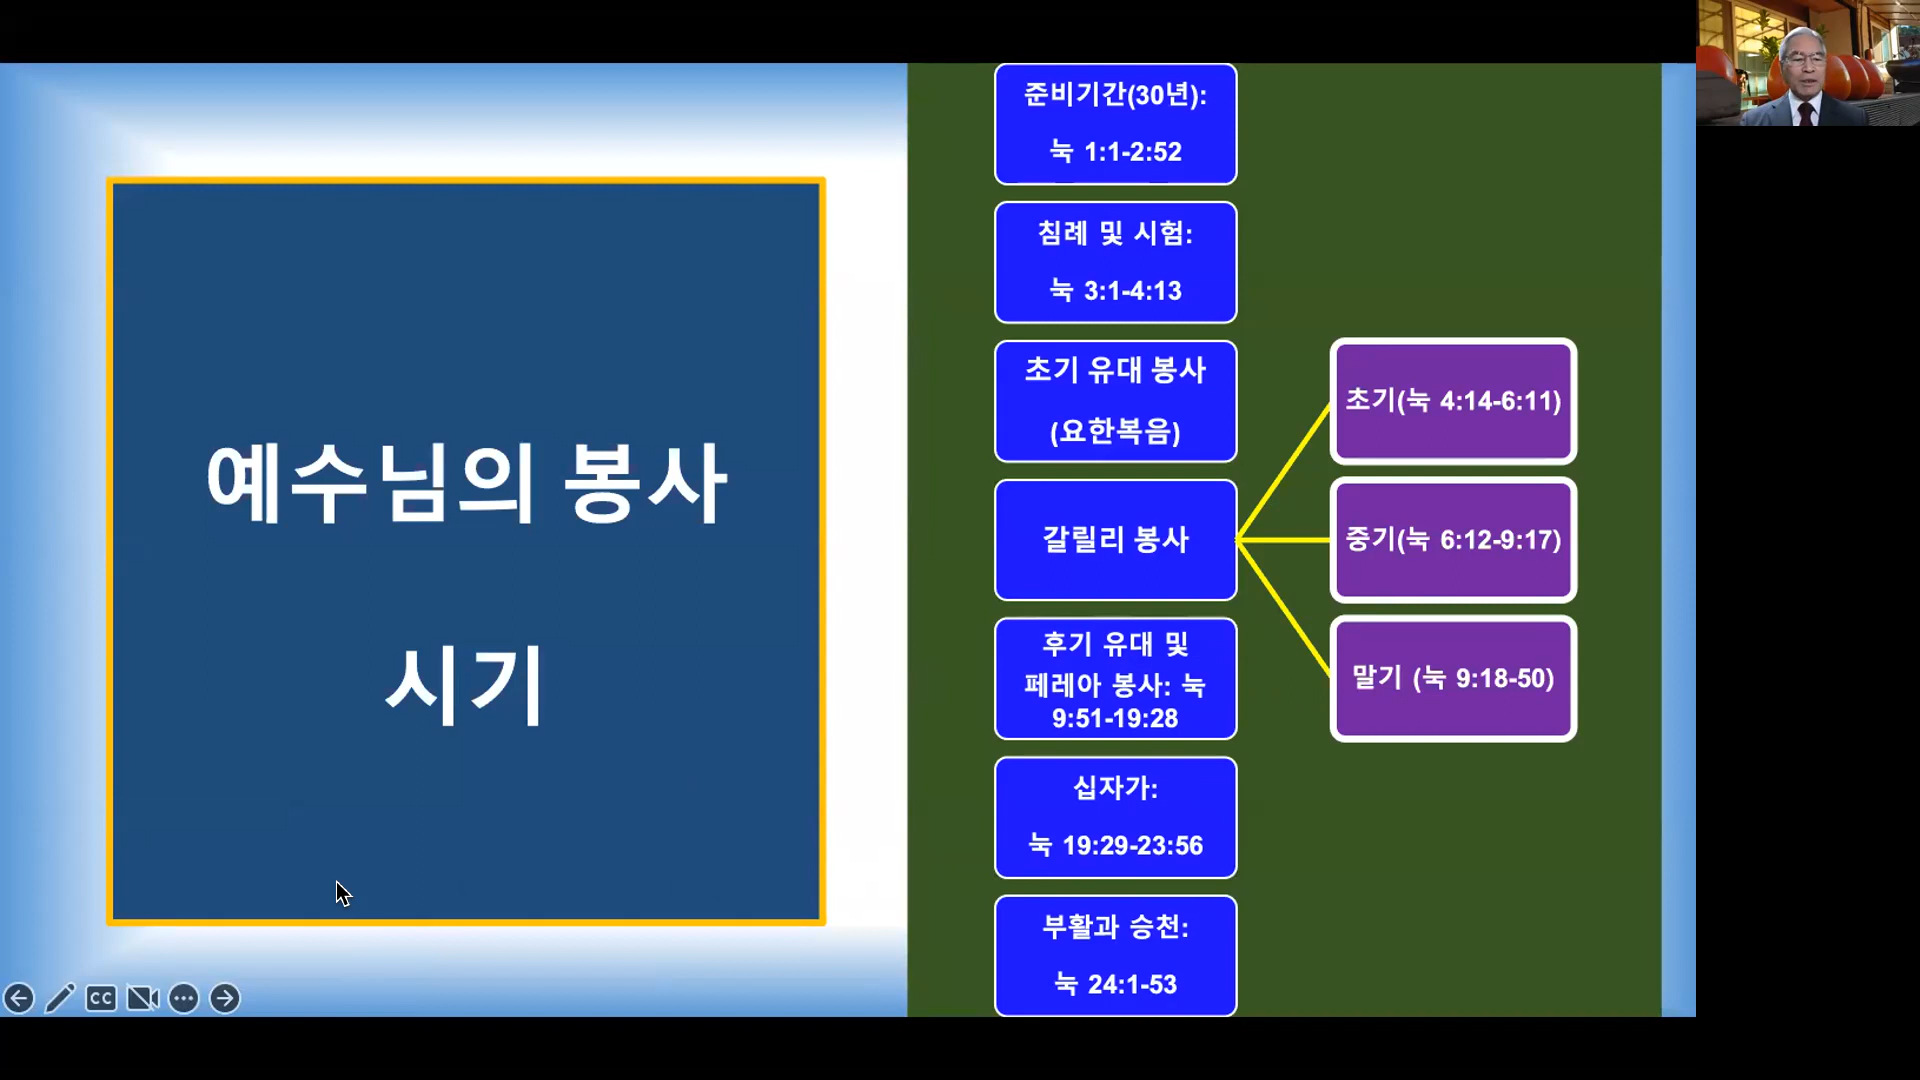 예수님의 봉사
시기
준비기간(30년):
눅 1:1-2:52
침례 및 시험:
눅 3:1-4:13
초기 유대 봉사
(요한복음)
갈릴리 봉사
초기(눅 4:14-6:11)
중기(눅 6:12-9:17)
말기 (눅 9:18-50)
후기 유대 및
페레아 봉사: 눅
9:51-19:28
십자가:
눅 19:29-23:56
부활과 승천:
눅 24:1-53
CC